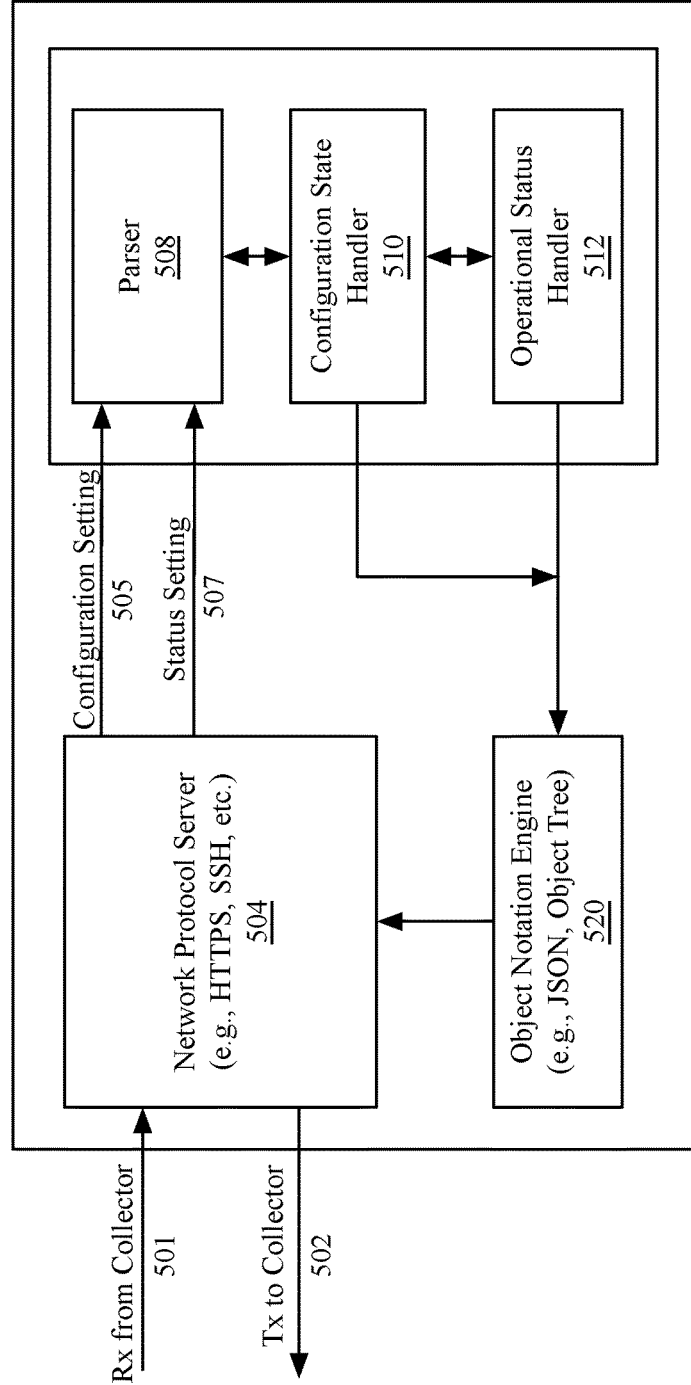 Rx from Collector
501
Tx to Collector
502
Network Protocol Server
(e.g., HTTPS, SSH, etc.)
504
Configuration Setting
505
Status Setting
507
Parser
508
Configuration State
Handler
510
Operational Status
Handler
512
Object Notation Engine
(e.g., JSON, Object Tree)
520